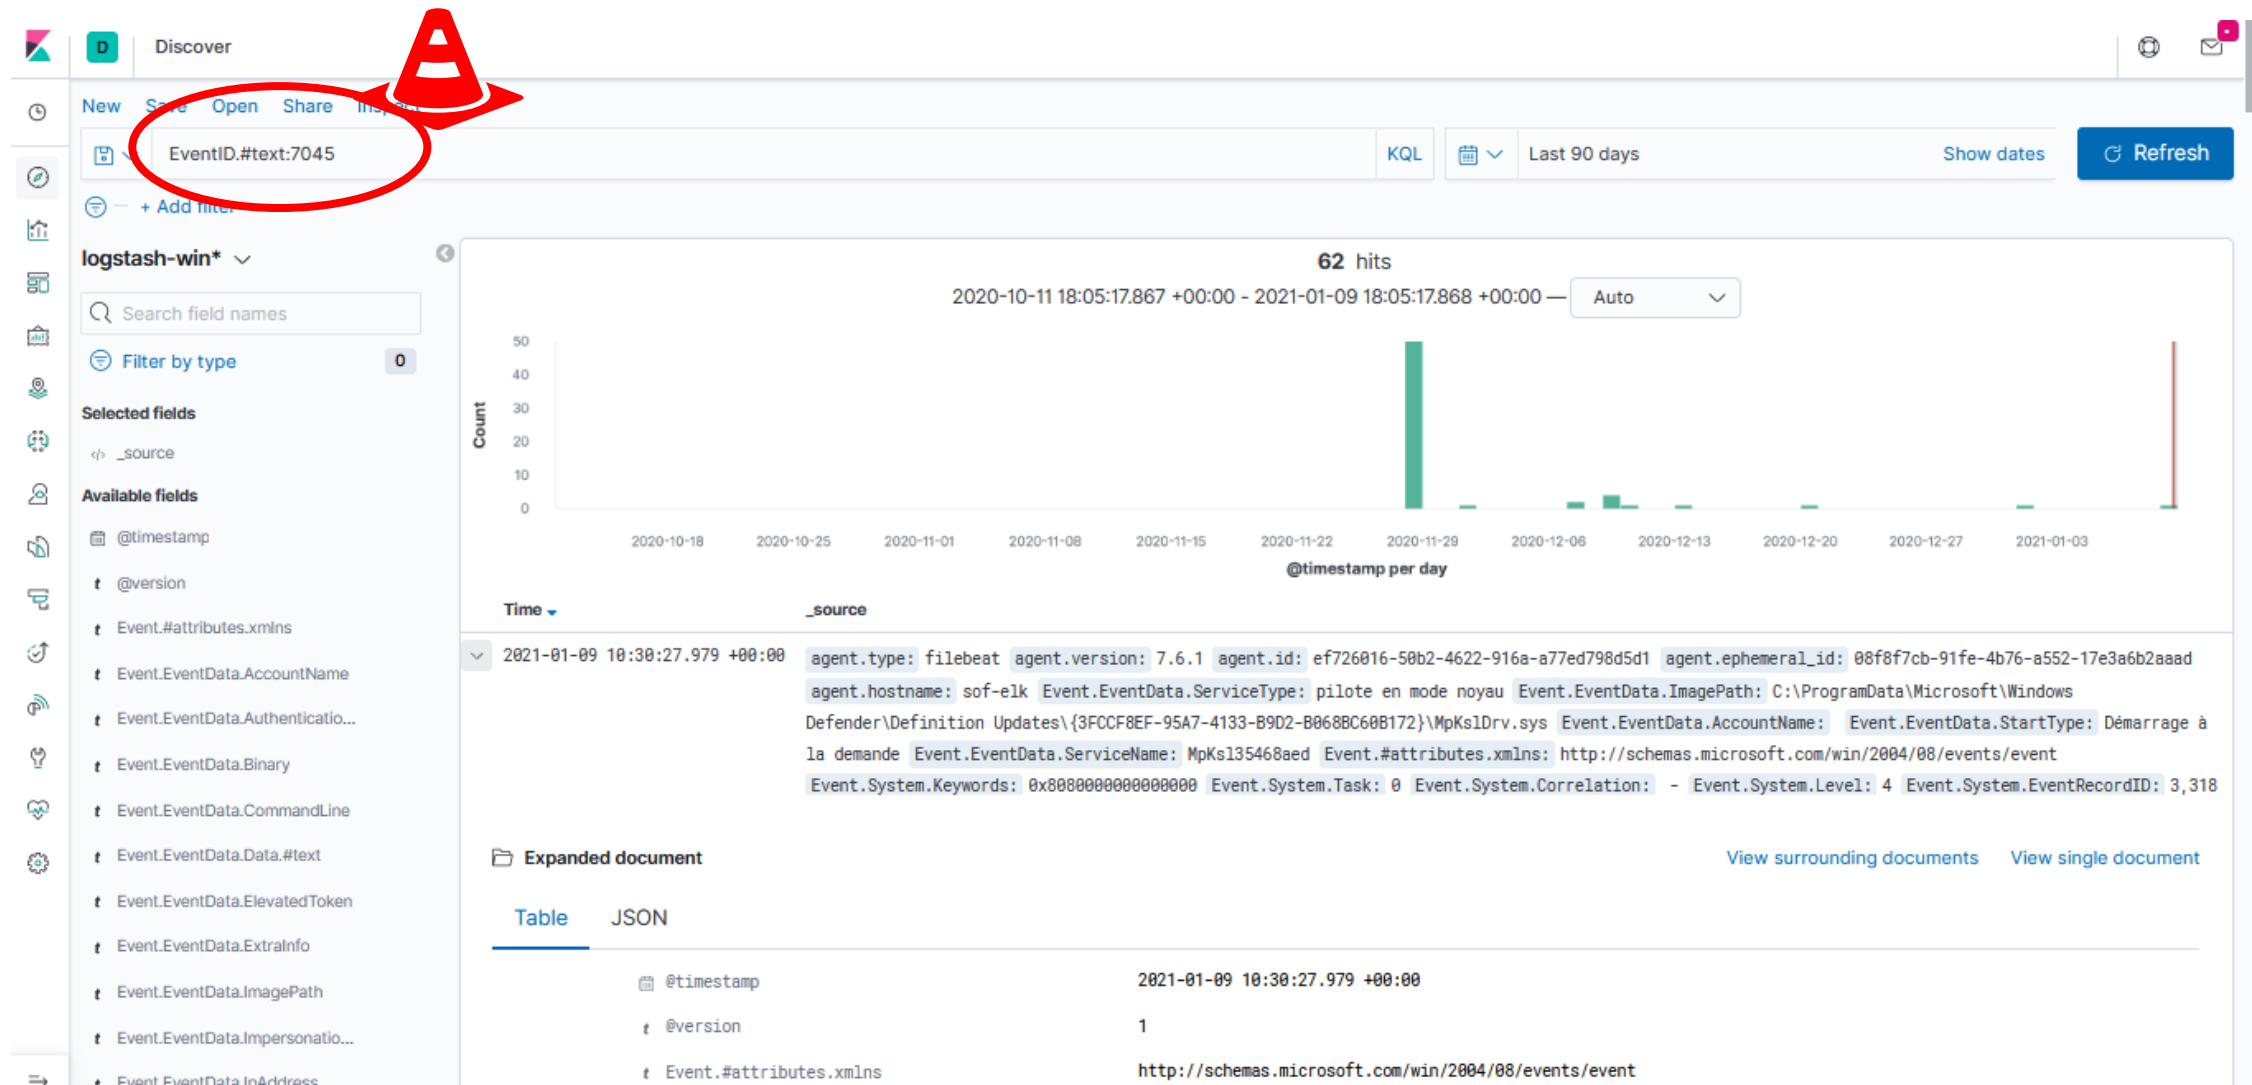 D Discover
New Save Open Share Inspect
EventID.#text:7045 KQL Last 90 days Show dates Refresh
+ Add filter
logstash-win*
Search field names
Filter by type 0
Selected fields
</> _source
Available fields
@timestamp
t @version
t Event.#attributes.xmlns
t Event.EventData.AccountName
t Event.EventData.Authenticatio...
t Event.EventData.Binary
t Event.EventData.CommandLine
t Event.EventData.Data.#text
t Event.EventData.ElevatedToken
t Event.EventData.ExtraInfo
t Event.EventData.ImagePath
t Event.EventData.Impersonatio...
t Event.EventData.IpAddress
62 hits
2020-10-11 18:05:17.867 +00:00 - 2021-01-09 18:05:17.868 +00:00 — Auto
Count
50
40
30
20
10
0
2020-10-18 2020-10-25 2020-11-01 2020-11-08 2020-11-15 2020-11-22 2020-11-29 2020-12-06 2020-12-13 2020-12-20 2020-12-27 2021-01-03
@timestamp per day
Time _source
2021-01-09 10:30:27.979 +00:00 agent.type: filebeat agent.version: 7.6.1 agent.id: ef726016-50b2-4622-916a-a77ed798d5d1 agent.ephemeral_id: 08f8f7cb-91fe-4b76-a552-17e3a6b2aaad
agent.hostname: sof-elk Event.EventData.ServiceType: pilote en mode noyau Event.EventData.ImagePath: C:\ProgramData\Microsoft\Windows
Defender\Definition Updates\{3FCCF8EF-95A7-4133-B9D2-B068BC60B172}\MpKslDrv.sys Event.EventData.AccountName: Event.EventData.StartType: Démarrage à
la demande Event.EventData.ServiceName: MpKsl35468aed Event.#attributes.xmlns: http://schemas.microsoft.com/win/2004/08/events/event
Event.System.Keywords: 0x8080000000000000 Event.System.Task: 0 Event.System.Correlation: - Event.System.Level: 4 Event.System.EventRecordID: 3,318
Expanded document View surrounding documents View single document
Table JSON
@timestamp 2021-01-09 10:30:27.979 +00:00
t @version 1
t Event.#attributes.xmlns http://schemas.microsoft.com/win/2004/08/events/event